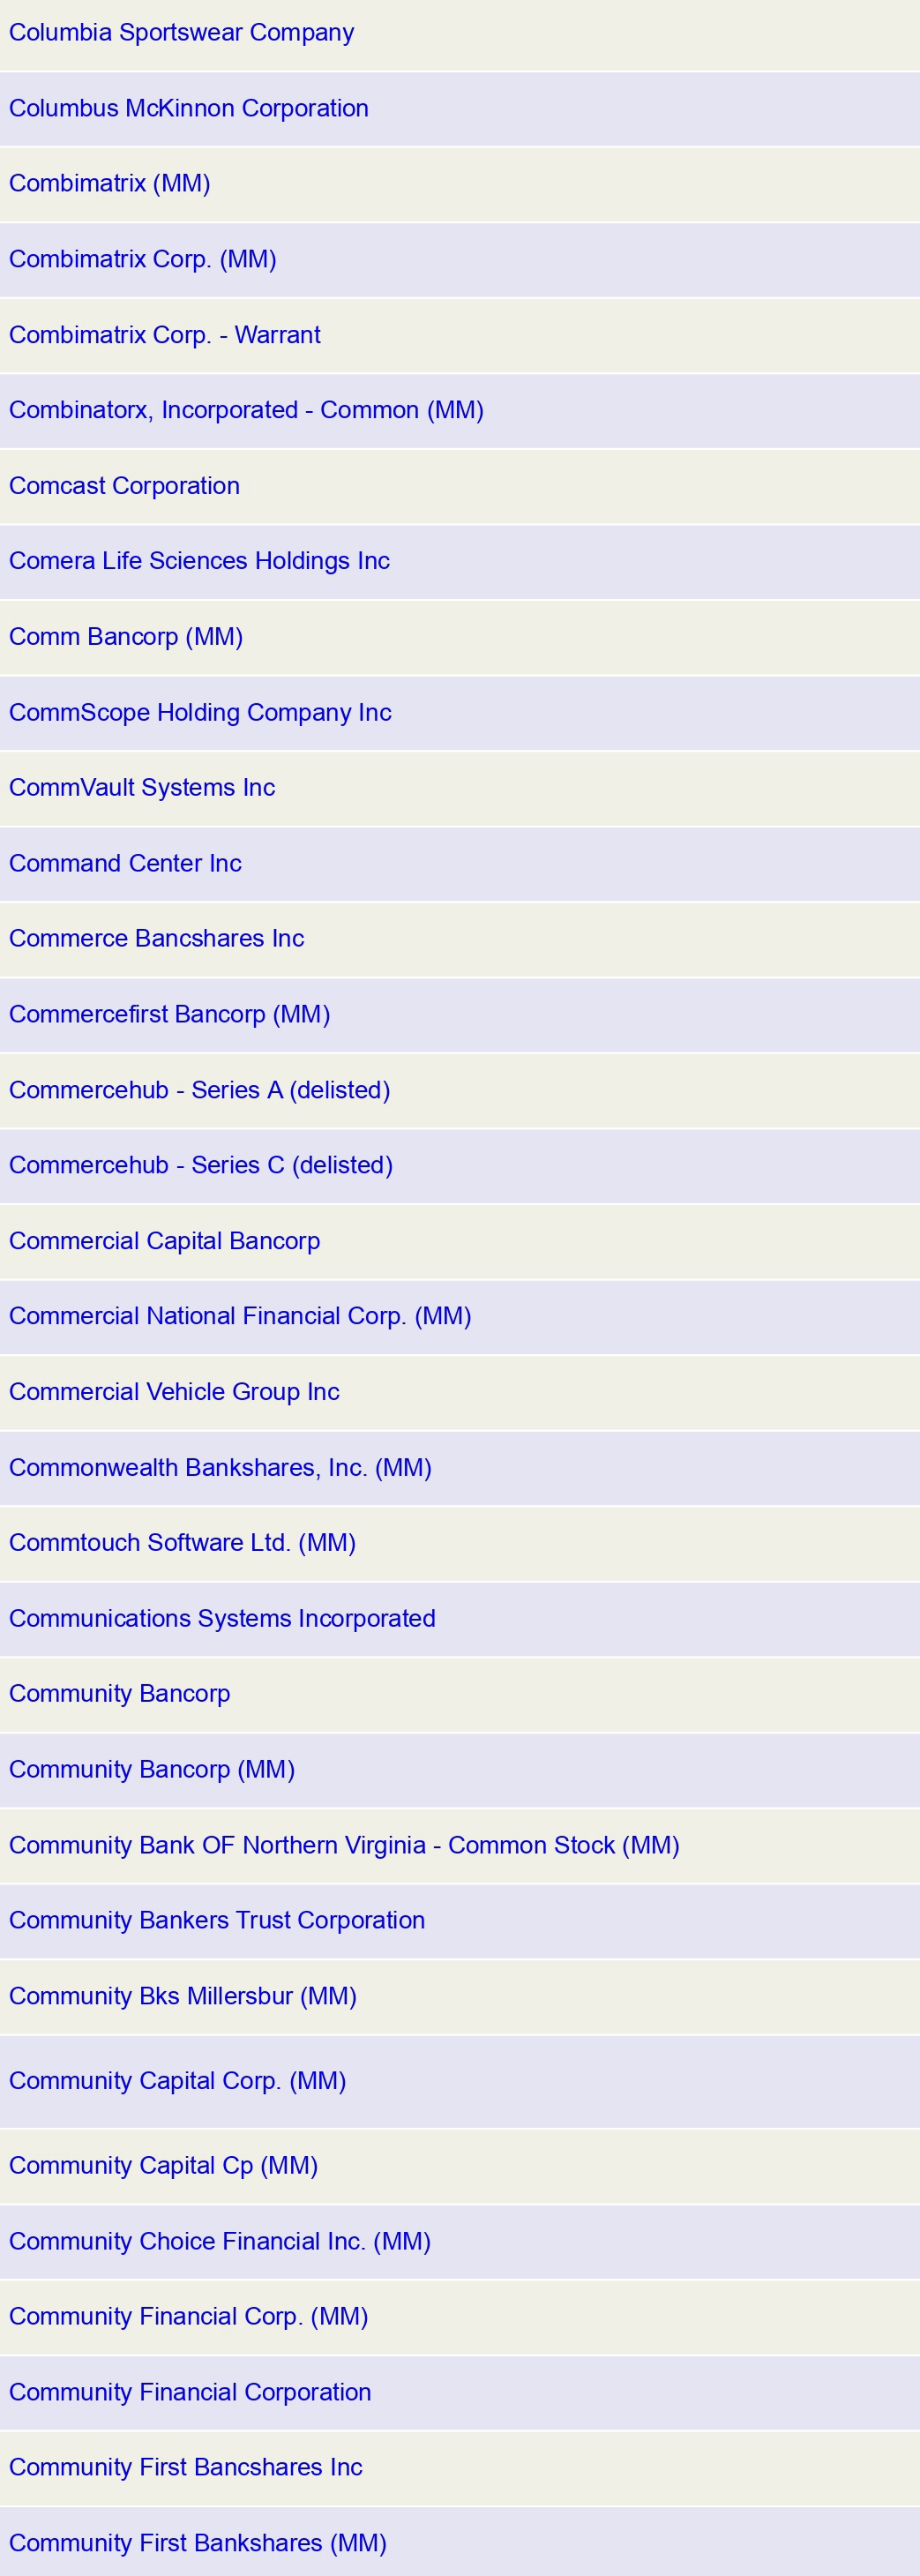 Columbia Sportswear Company
Columbus McKinnon Corporation
Combimatrix (MM)
Combimatrix Corp. (MM)
Combimatrix Corp. - Warrant
Combinatorx, Incorporated - Common (MM)
Comcast Corporation
Comera Life Sciences Holdings Inc
Comm Bancorp (MM)
CommScope Holding Company Inc
CommVault Systems Inc
Command Center Inc
Commerce Bancshares Inc
Commercefirst Bancorp (MM)
Commercehub - Series A (delisted)
Commercehub - Series C (delisted)
Commercial Capital Bancorp
Commercial National Financial Corp. (MM)
Commercial Vehicle Group Inc
Commonwealth Bankshares, Inc. (MM)
Commtouch Software Ltd. (MM)
Communications Systems Incorporated
Community Bancorp
Community Bancorp (MM)
Community Bank OF Northern Virginia - Common Stock (MM)
Community Bankers Trust Corporation
Community Bks Millersbur (MM)
Community Capital Corp. (MM)
Community Capital Cp (MM)
Community Choice Financial Inc. (MM)
Community Financial Corp. (MM)
Community Financial Corporation
Community First Bancshares Inc
Community First Bankshares (MM)